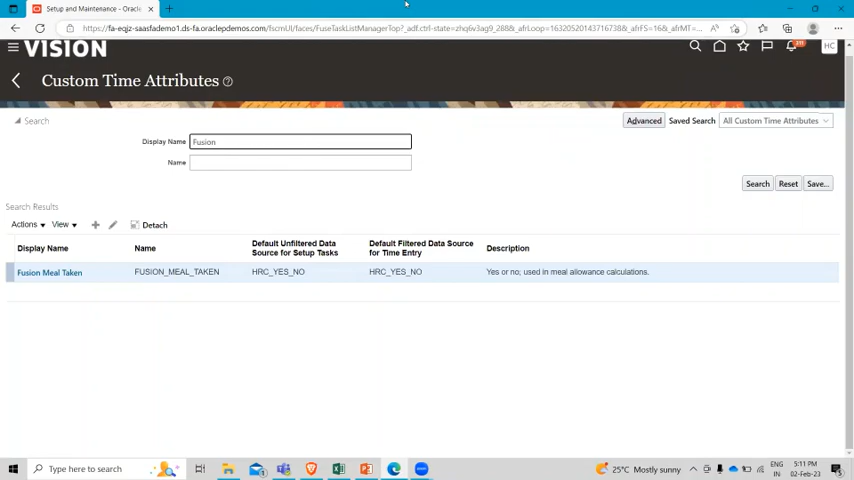 Setup and Maintenance - Oracle
https://fa-eqjz-saasfademo1.ds-fa.oraclepdemos.com/fscmUI/faces/FuseTaskListManagerTop?_adf.ctrl-state=zhq6v3ag9_288&_afrLoop=16320520143716738&_afrFS=16&_afrMT=...
VISION
HC
Custom Time Attributes
Search
Advanced Saved Search All Custom Time Attributes
Display Name Fusion
Name
Search Reset Save...
Search Results
Actions View Detach
Display Name Name Default Unfiltered Data Source for Setup Tasks Default Filtered Data Source for Time Entry Description
Fusion Meal Taken FUSION_MEAL_TAKEN HRC_YES_NO HRC_YES_NO Yes or no; used in meal allowance calculations.
Type here to search
25°C Mostly sunny
ENG
IN
5:11 PM
02-Feb-23